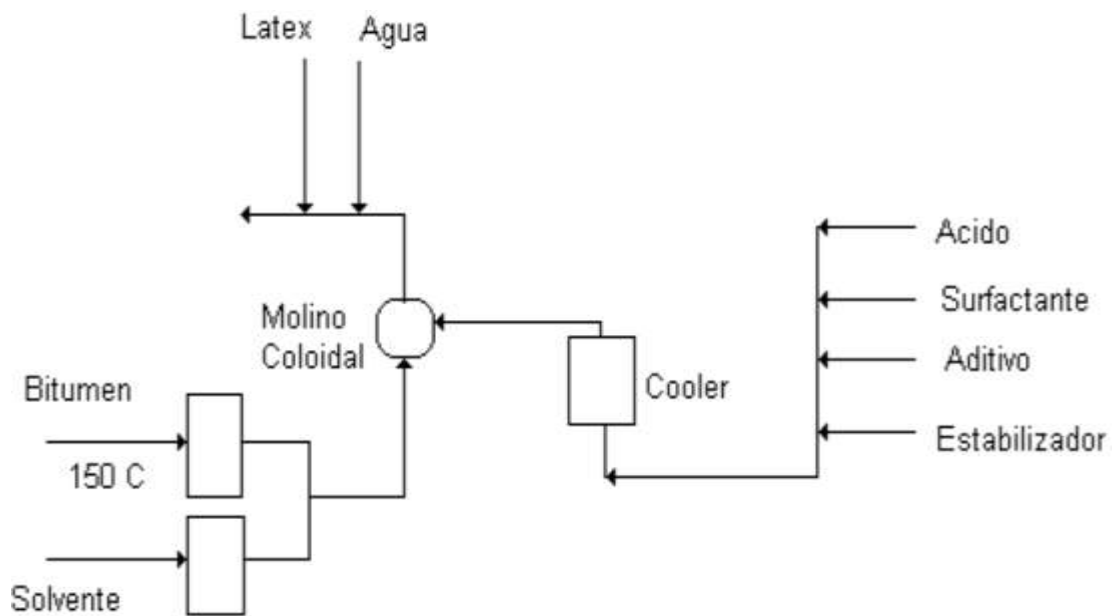 Latex
Agua
Acido
Surfactante
Molino
Coloidal
Aditivo
Cooler
Bitumen
Estabilizador
150 C
Solvente